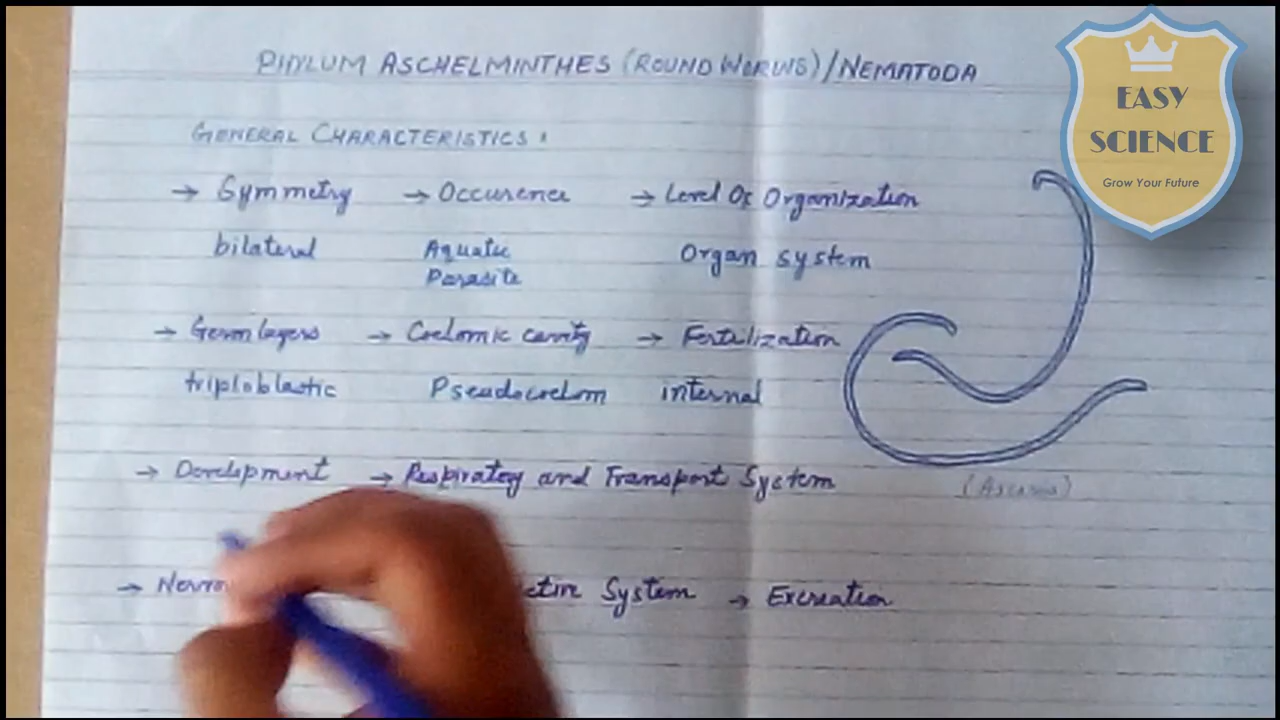 PHYLUM ASCHELMINTHES (ROUND WORMS)/NEMATODA
EASY
SCIENCE
Grow Your Future
GENERAL CHARACTERISTICS:
→ Symmetry → Occurence → Level Of Organization
bilateral Aquatic Organ system
Parasite
→ Germ layers → Coelomic cavity → Fertilization
triploblastic Pseudocoelom internal
→ Development → Respiratory and Transport System
(Ascaris)
→ System → Excreation